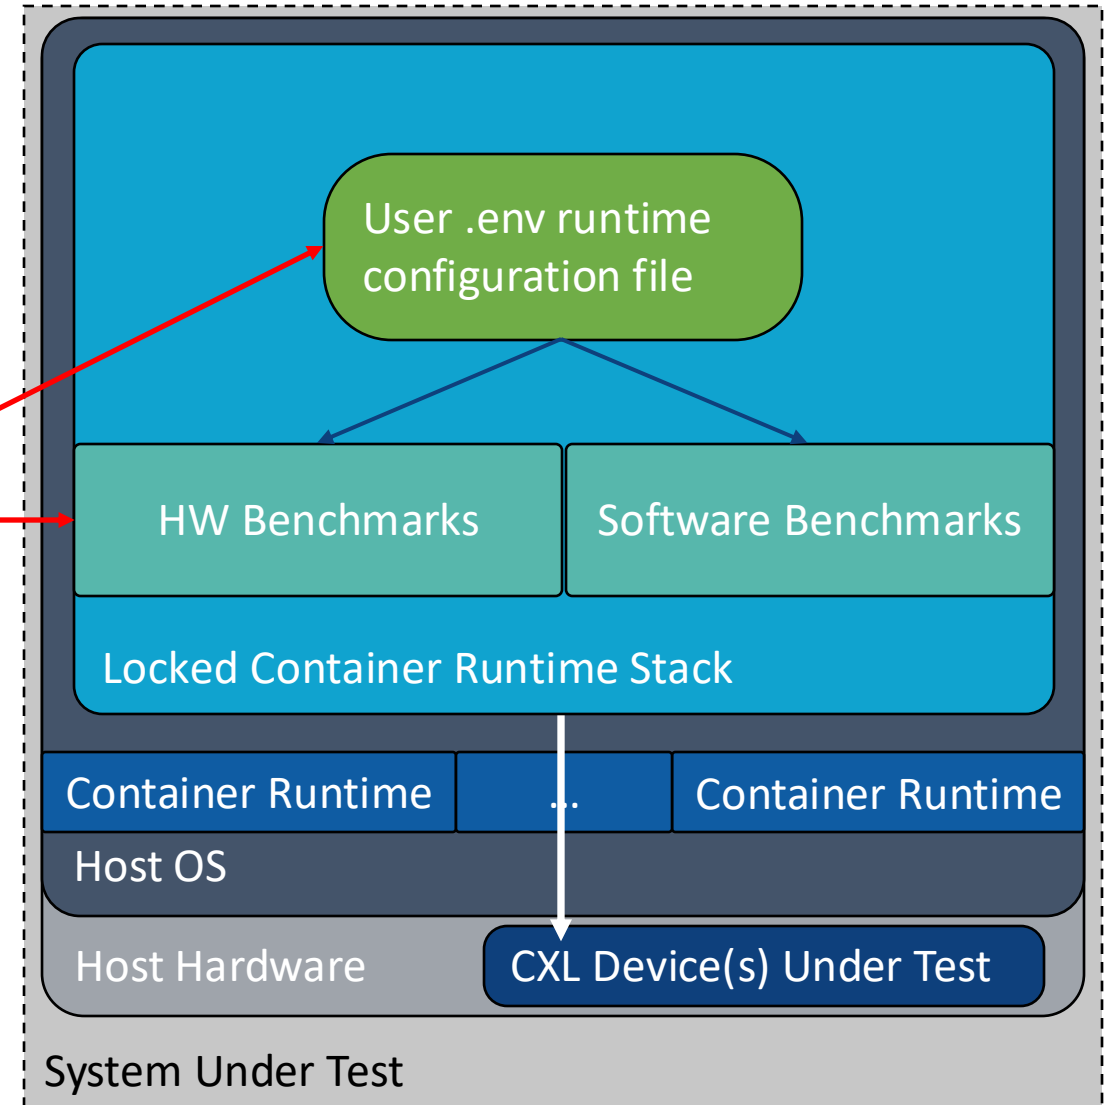 User .env runtime
configuration file
HW Benchmarks
Software Benchmarks
Locked Container Runtime Stack
Container Runtime
...
Container Runtime
Host OS
Host Hardware
CXL Device(s) Under Test
System Under Test